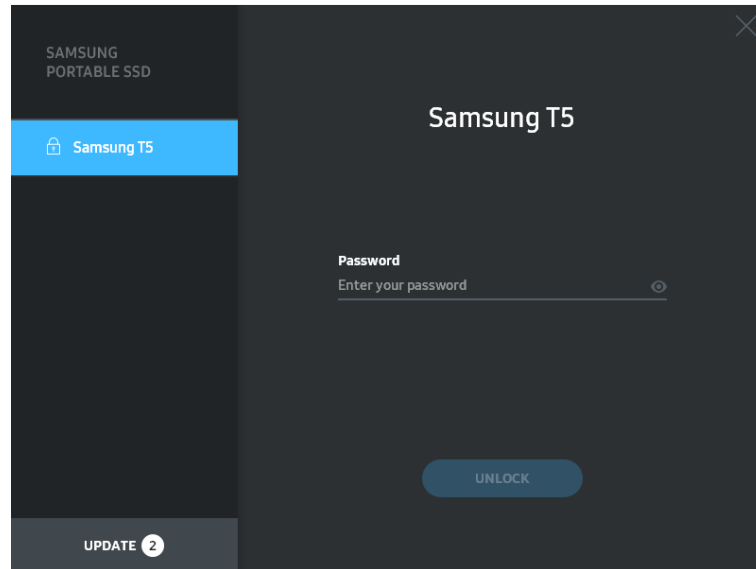 SAMSUNG
PORTABLE SSD
Samsung T5
Samsung T5
Password
Enter your password
UNLOCK
UPDATE 2